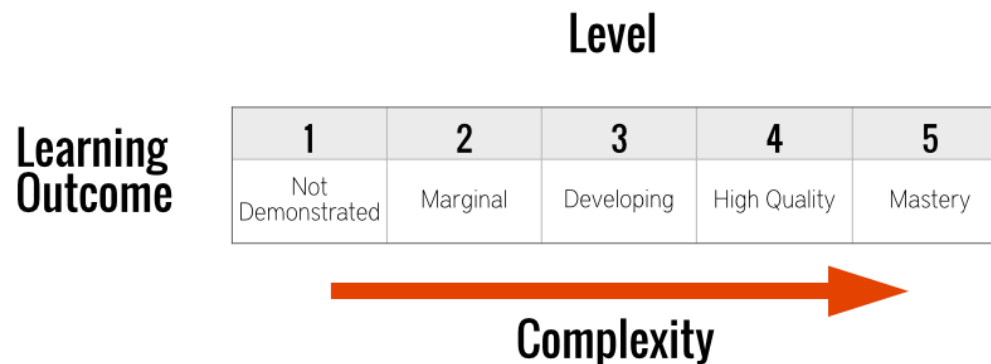 Level
Learning
Outcome
1 2 3 4 5
Not
Demonstrated
Marginal
Developing
High Quality
Mastery
Complexity